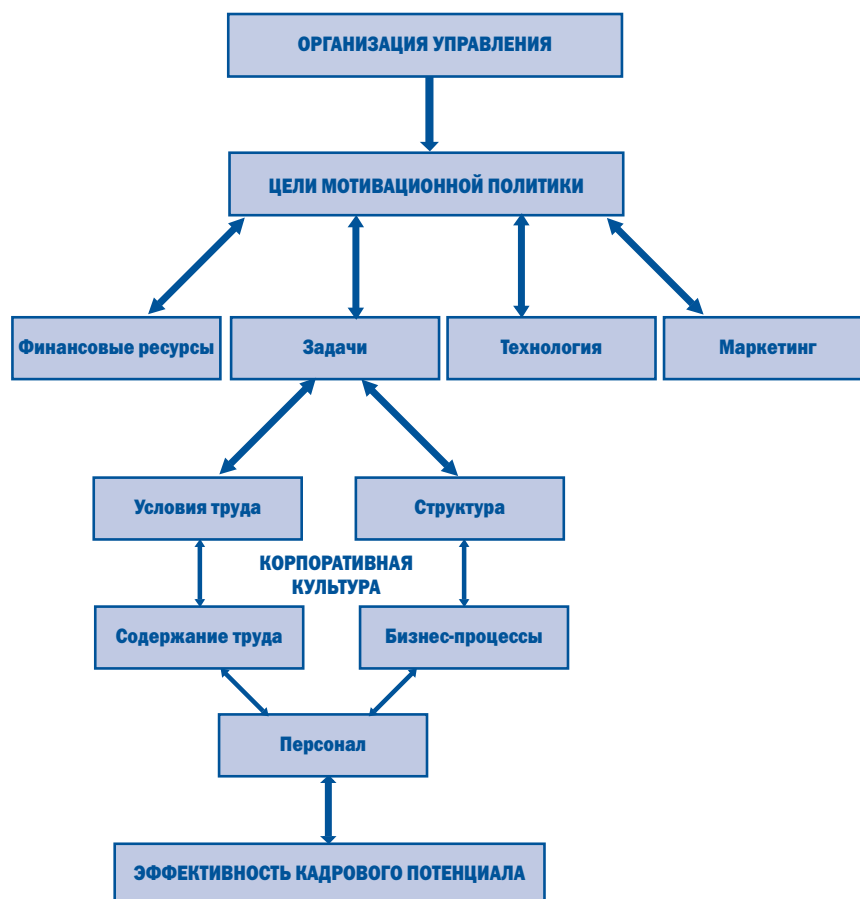 ОРГАНИЗАЦИЯ УПРАВЛЕНИЯ
ЦЕЛИ МОТИВАЦИОННОЙ ПОЛИТИКИ
Финансовые ресурсы
Задачи
Технология
Маркетинг
Условия труда
Структура
КОРПОРАТИВНАЯ
КУЛЬТУРА
Содержание труда
Бизнес-процессы
Персонал
ЭФФЕКТИВНОСТЬ КАДРОВОГО ПОТЕНЦИАЛА